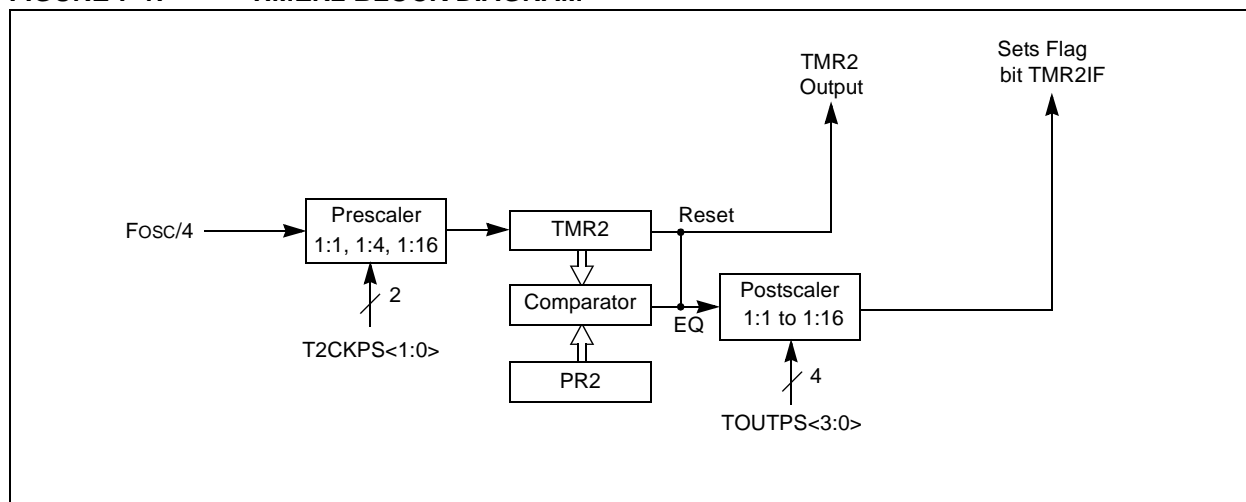 TMR2
Output
Sets Flag
bit TMR2IF
Fosc/4
Prescaler
1:1, 1:4, 1:16
2
T2CKPS<1:0>
TMR2
Reset
Comparator
EQ
PR2
Postscaler
1:1 to 1:16
4
TOUTPS<3:0>